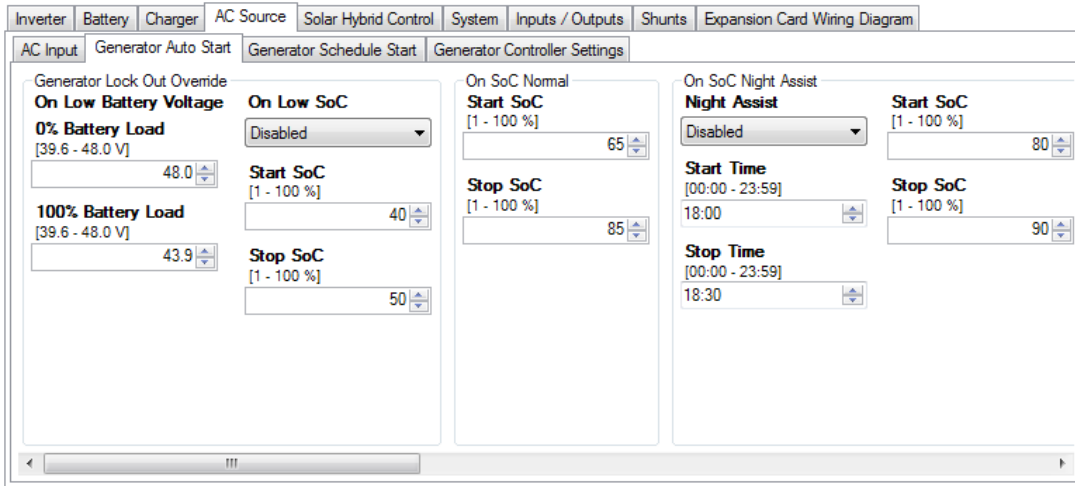 Inverter Battery Charger AC Source Solar Hybrid Control System Inputs / Outputs Shunts Expansion Card Wiring Diagram
AC Input Generator Auto Start Generator Schedule Start Generator Controller Settings
Generator Lock Out Override
On Low Battery Voltage
0% Battery Load
[39.6 - 48.0 V]
48.0
100% Battery Load
[39.6 - 48.0 V]
43.9
On Low SoC
Disabled
Start SoC
[1 - 100 %]
40
Stop SoC
[1 - 100 %]
50
On SoC Normal
Start SoC
[1 - 100 %]
65
Stop SoC
[1 - 100 %]
85
On SoC Night Assist
Night Assist
Disabled
Start Time
[00:00 - 23:59]
18:00
Stop Time
[00:00 - 23:59]
18:30
Start SoC
[1 - 100 %]
80
Stop SoC
[1 - 100 %]
90